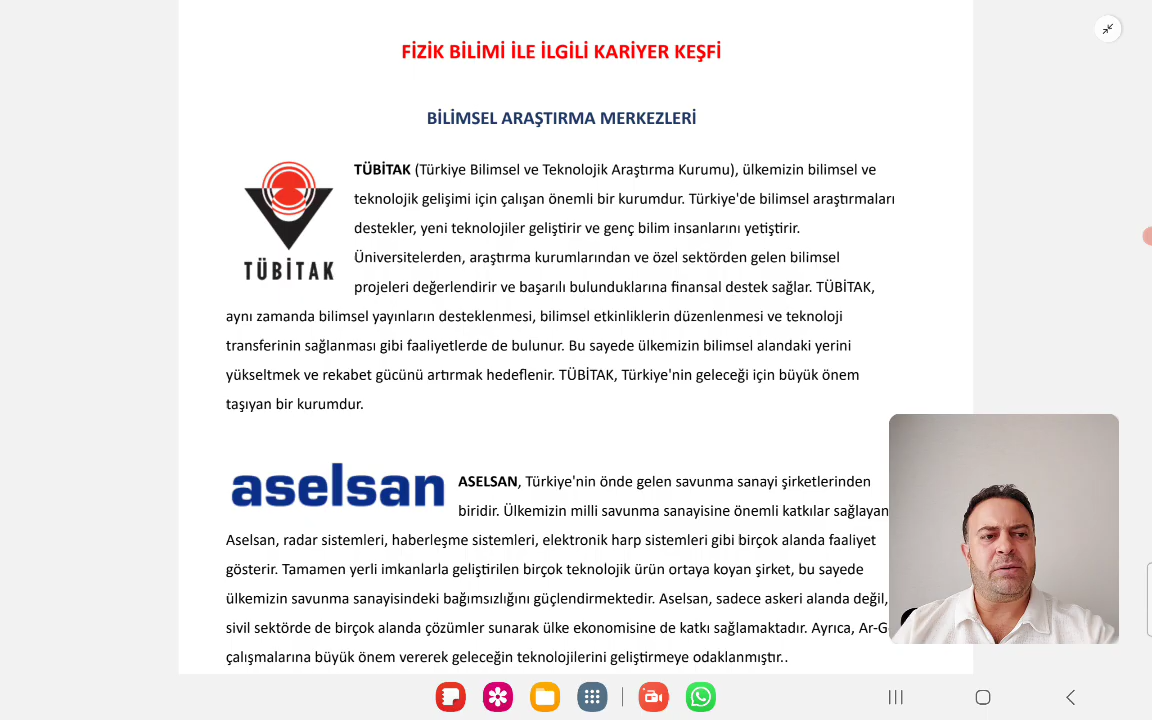 FİZİK BİLİMİ İLE İLGİLİ KARİYER KEŞFİ
BİLİMSEL ARAŞTIRMA MERKEZLERİ
TÜBİTAK
TÜBİTAK (Türkiye Bilimsel ve Teknolojik Araştırma Kurumu), ülkemizin bilimsel ve
teknolojik gelişimi için çalışan önemli bir kurumdur. Türkiye'de bilimsel araştırmaları
destekler, yeni teknolojiler geliştirir ve genç bilim insanlarını yetiştirir.
Üniversitelerden, araştırma kurumlarından ve özel sektörden gelen bilimsel
projeleri değerlendirir ve başarılı bulunduklarına finansal destek sağlar. TÜBİTAK,
aynı zamanda bilimsel yayınların desteklenmesi, bilimsel etkinliklerin düzenlenmesi ve teknoloji
transferinin sağlanması gibi faaliyetlerde de bulunur. Bu sayede ülkemizin bilimsel alandaki yerini
yükseltmek ve rekabet gücünü artırmak hedeflenir. TÜBİTAK, Türkiye'nin geleceği için büyük önem
taşıyan bir kurumdur.
aselsan
ASELSAN, Türkiye'nin önde gelen savunma sanayi şirketlerinden
biridir. Ülkemizin milli savunma sanayisine önemli katkılar sağlayan
Aselsan, radar sistemleri, haberleşme sistemleri, elektronik harp sistemleri gibi birçok alanda faaliyet
gösterir. Tamamen yerli imkanlarla geliştirilen birçok teknolojik ürün ortaya koyan şirket, bu sayede
ülkemizin savunma sanayisindeki bağımsızlığını güçlendirmektedir. Aselsan, sadece askeri alanda değil,
sivil sektörde de birçok alanda çözümler sunarak ülke ekonomisine de katkı sağlamaktadır. Ayrıca, Ar-G
çalışmalarına büyük önem vererek geleceğin teknolojilerini geliştirmeye odaklanmıştır..